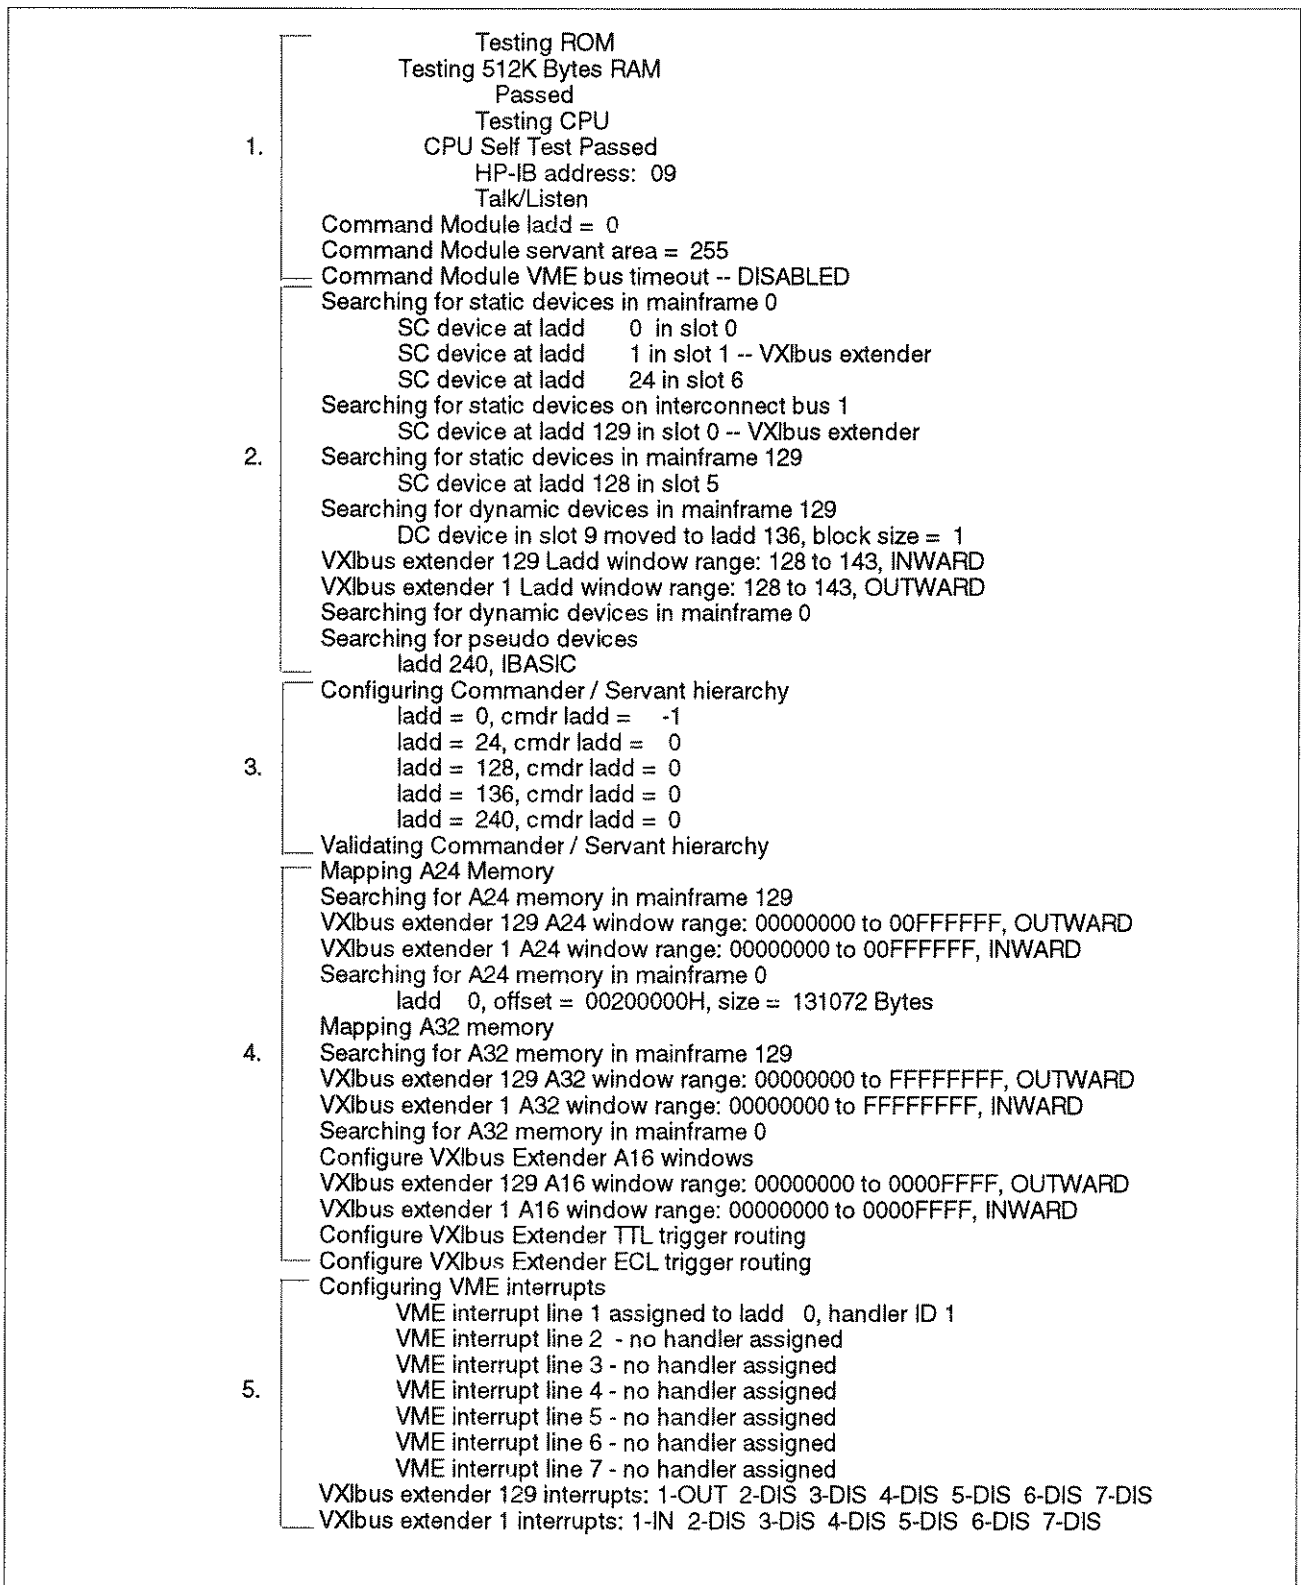 Testing ROM
Testing 512K Bytes RAM
Passed
Testing CPU
1. CPU Self Test Passed
HP-IB address: 09
Talk/Listen
Command Module ladd = 0
Command Module servant area = 255
Command Module VME bus timeout -- DISABLED
Searching for static devices in mainframe 0
SC device at ladd 0 in slot 0
SC device at ladd 1 in slot 1 -- VXIbus extender
SC device at ladd 24 in slot 6
Searching for static devices on interconnect bus 1
SC device at ladd 129 in slot 0 -- VXIbus extender
2. Searching for static devices in mainframe 129
SC device at ladd 128 in slot 5
Searching for dynamic devices in mainframe 129
DC device in slot 9 moved to ladd 136, block size = 1
VXIbus extender 129 Ladd window range: 128 to 143, INWARD
VXIbus extender 1 Ladd window range: 128 to 143, OUTWARD
Searching for dynamic devices in mainframe 0
Searching for pseudo devices
ladd 240, IBASIC
Configuring Commander / Servant hierarchy
ladd = 0, cmdr ladd = -1
ladd = 24, cmdr ladd = 0
3. ladd = 128, cmdr ladd = 0
ladd = 136, cmdr ladd = 0
ladd = 240, cmdr ladd = 0
Validating Commander / Servant hierarchy
Mapping A24 Memory
Searching for A24 memory in mainframe 129
VXIbus extender 129 A24 window range: 00000000 to 00FFFFFF, OUTWARD
VXIbus extender 1 A24 window range: 00000000 to 00FFFFFF, INWARD
Searching for A24 memory in mainframe 0
ladd 0, offset = 00200000H, size = 131072 Bytes
Mapping A32 memory
4. Searching for A32 memory in mainframe 129
VXIbus extender 129 A32 window range: 00000000 to FFFFFFFF, OUTWARD
VXIbus extender 1 A32 window range: 00000000 to FFFFFFFF, INWARD
Searching for A32 memory in mainframe 0
Configure VXIbus Extender A16 windows
VXIbus extender 129 A16 window range: 00000000 to 0000FFFF, OUTWARD
VXIbus extender 1 A16 window range: 00000000 to 0000FFFF, INWARD
Configure VXIbus Extender TTL trigger routing
Configure VXIbus Extender ECL trigger routing
Configuring VME interrupts
VME interrupt line 1 assigned to ladd 0, handler ID 1
VME interrupt line 2 - no handler assigned
VME interrupt line 3 - no handler assigned
5. VME interrupt line 4 - no handler assigned
VME interrupt line 5 - no handler assigned
VME interrupt line 6 - no handler assigned
VME interrupt line 7 - no handler assigned
VXIbus extender 129 interrupts: 1-OUT 2-DIS 3-DIS 4-DIS 5-DIS 6-DIS 7-DIS
VXIbus extender 1 interrupts: 1-IN 2-DIS 3-DIS 4-DIS 5-DIS 6-DIS 7-DIS